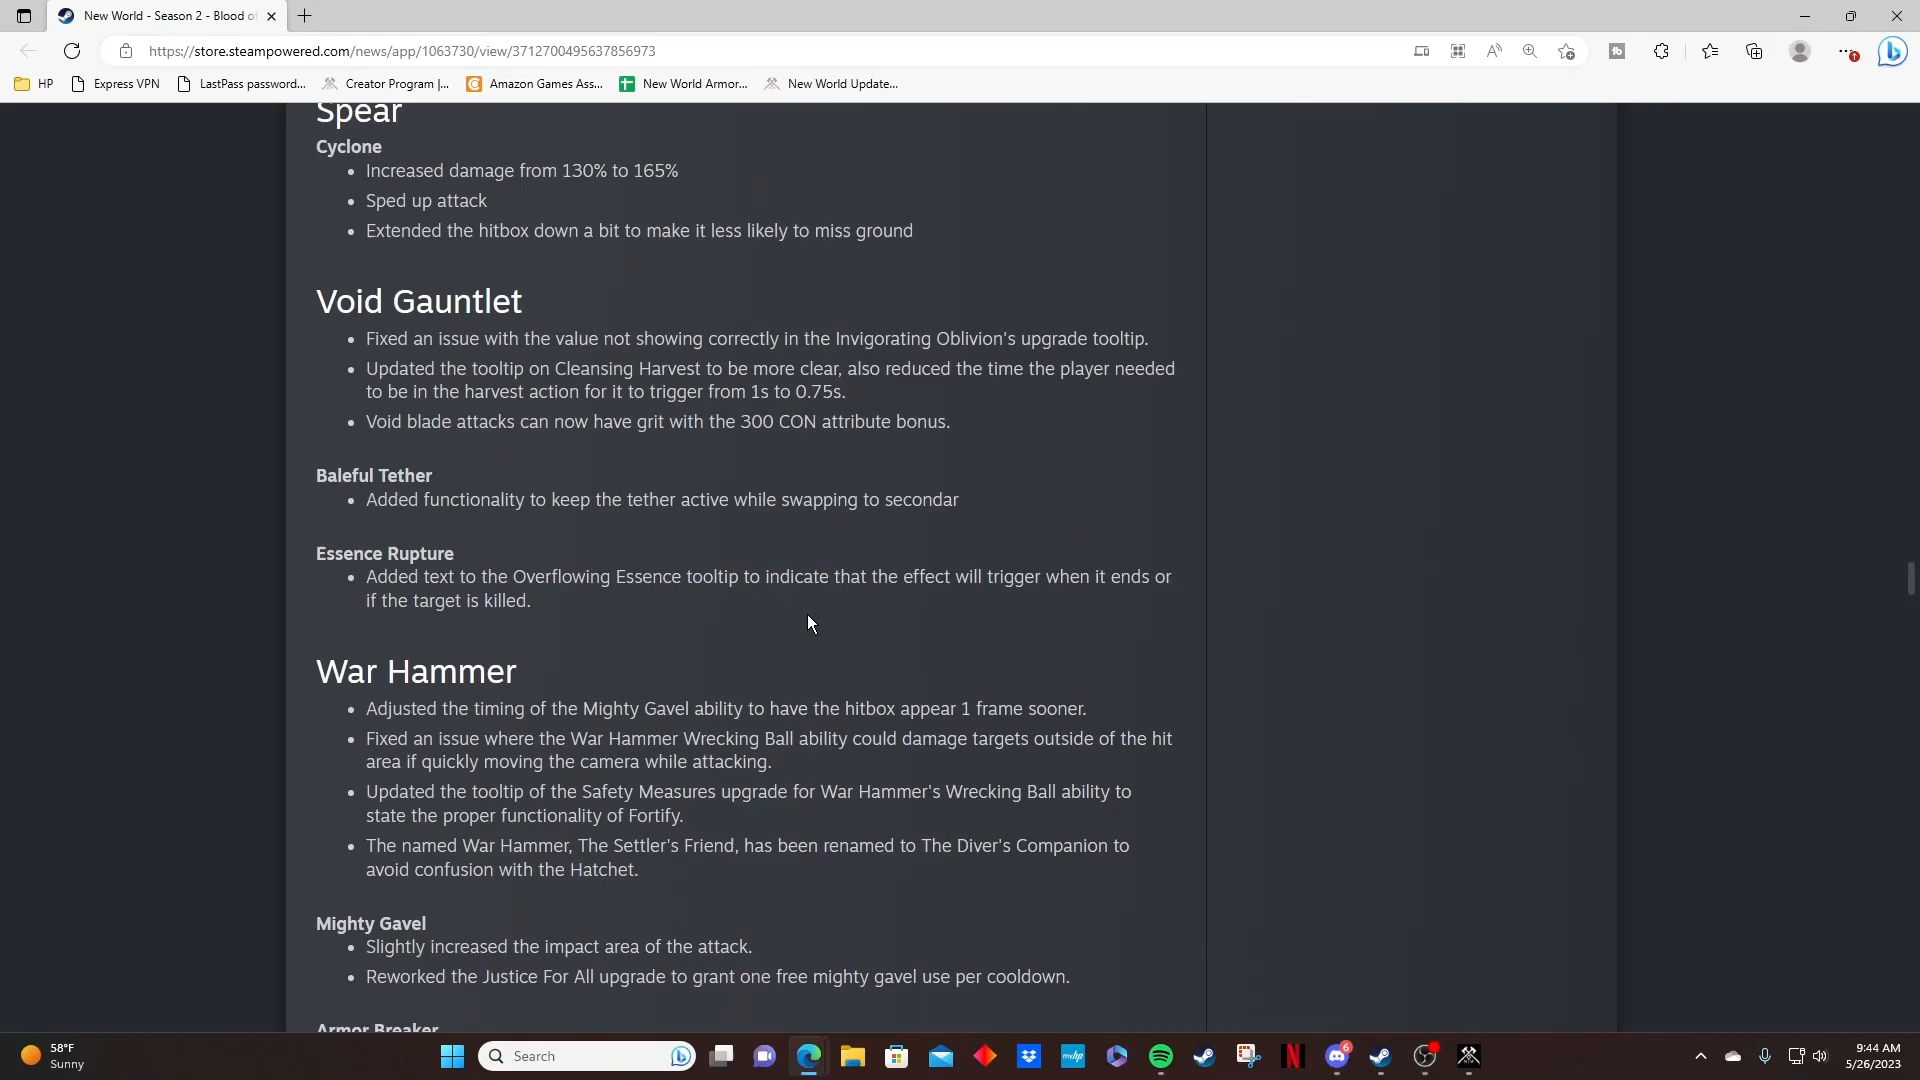 New World - Season 2 - Blood of
https://store.steampowered.com/news/app/1063730/view/3712700495637856973
HP
Express VPN
LastPass password...
Creator Program |...
Amazon Games Ass...
New World Armor...
New World Update...
Spear
Cyclone
• Increased damage from 130% to 165%
• Sped up attack
• Extended the hitbox down a bit to make it less likely to miss ground
Void Gauntlet
• Fixed an issue with the value not showing correctly in the Invigorating Oblivion's upgrade tooltip.
• Updated the tooltip on Cleansing Harvest to be more clear, also reduced the time the player needed
to be in the harvest action for it to trigger from 1s to 0.75s.
• Void blade attacks can now have grit with the 300 CON attribute bonus.
Baleful Tether
• Added functionality to keep the tether active while swapping to secondar
Essence Rupture
• Added text to the Overflowing Essence tooltip to indicate that the effect will trigger when it ends or
if the target is killed.
War Hammer
• Adjusted the timing of the Mighty Gavel ability to have the hitbox appear 1 frame sooner.
• Fixed an issue where the War Hammer Wrecking Ball ability could damage targets outside of the hit
area if quickly moving the camera while attacking.
• Updated the tooltip of the Safety Measures upgrade for War Hammer's Wrecking Ball ability to
state the proper functionality of Fortify.
• The named War Hammer, The Settler's Friend, has been renamed to The Diver's Companion to
avoid confusion with the Hatchet.
Mighty Gavel
• Slightly increased the impact area of the attack.
• Reworked the Justice For All upgrade to grant one free mighty gavel use per cooldown.
Armor Breaker
58°F
Sunny
Search
6
9:44 AM
5/26/2023